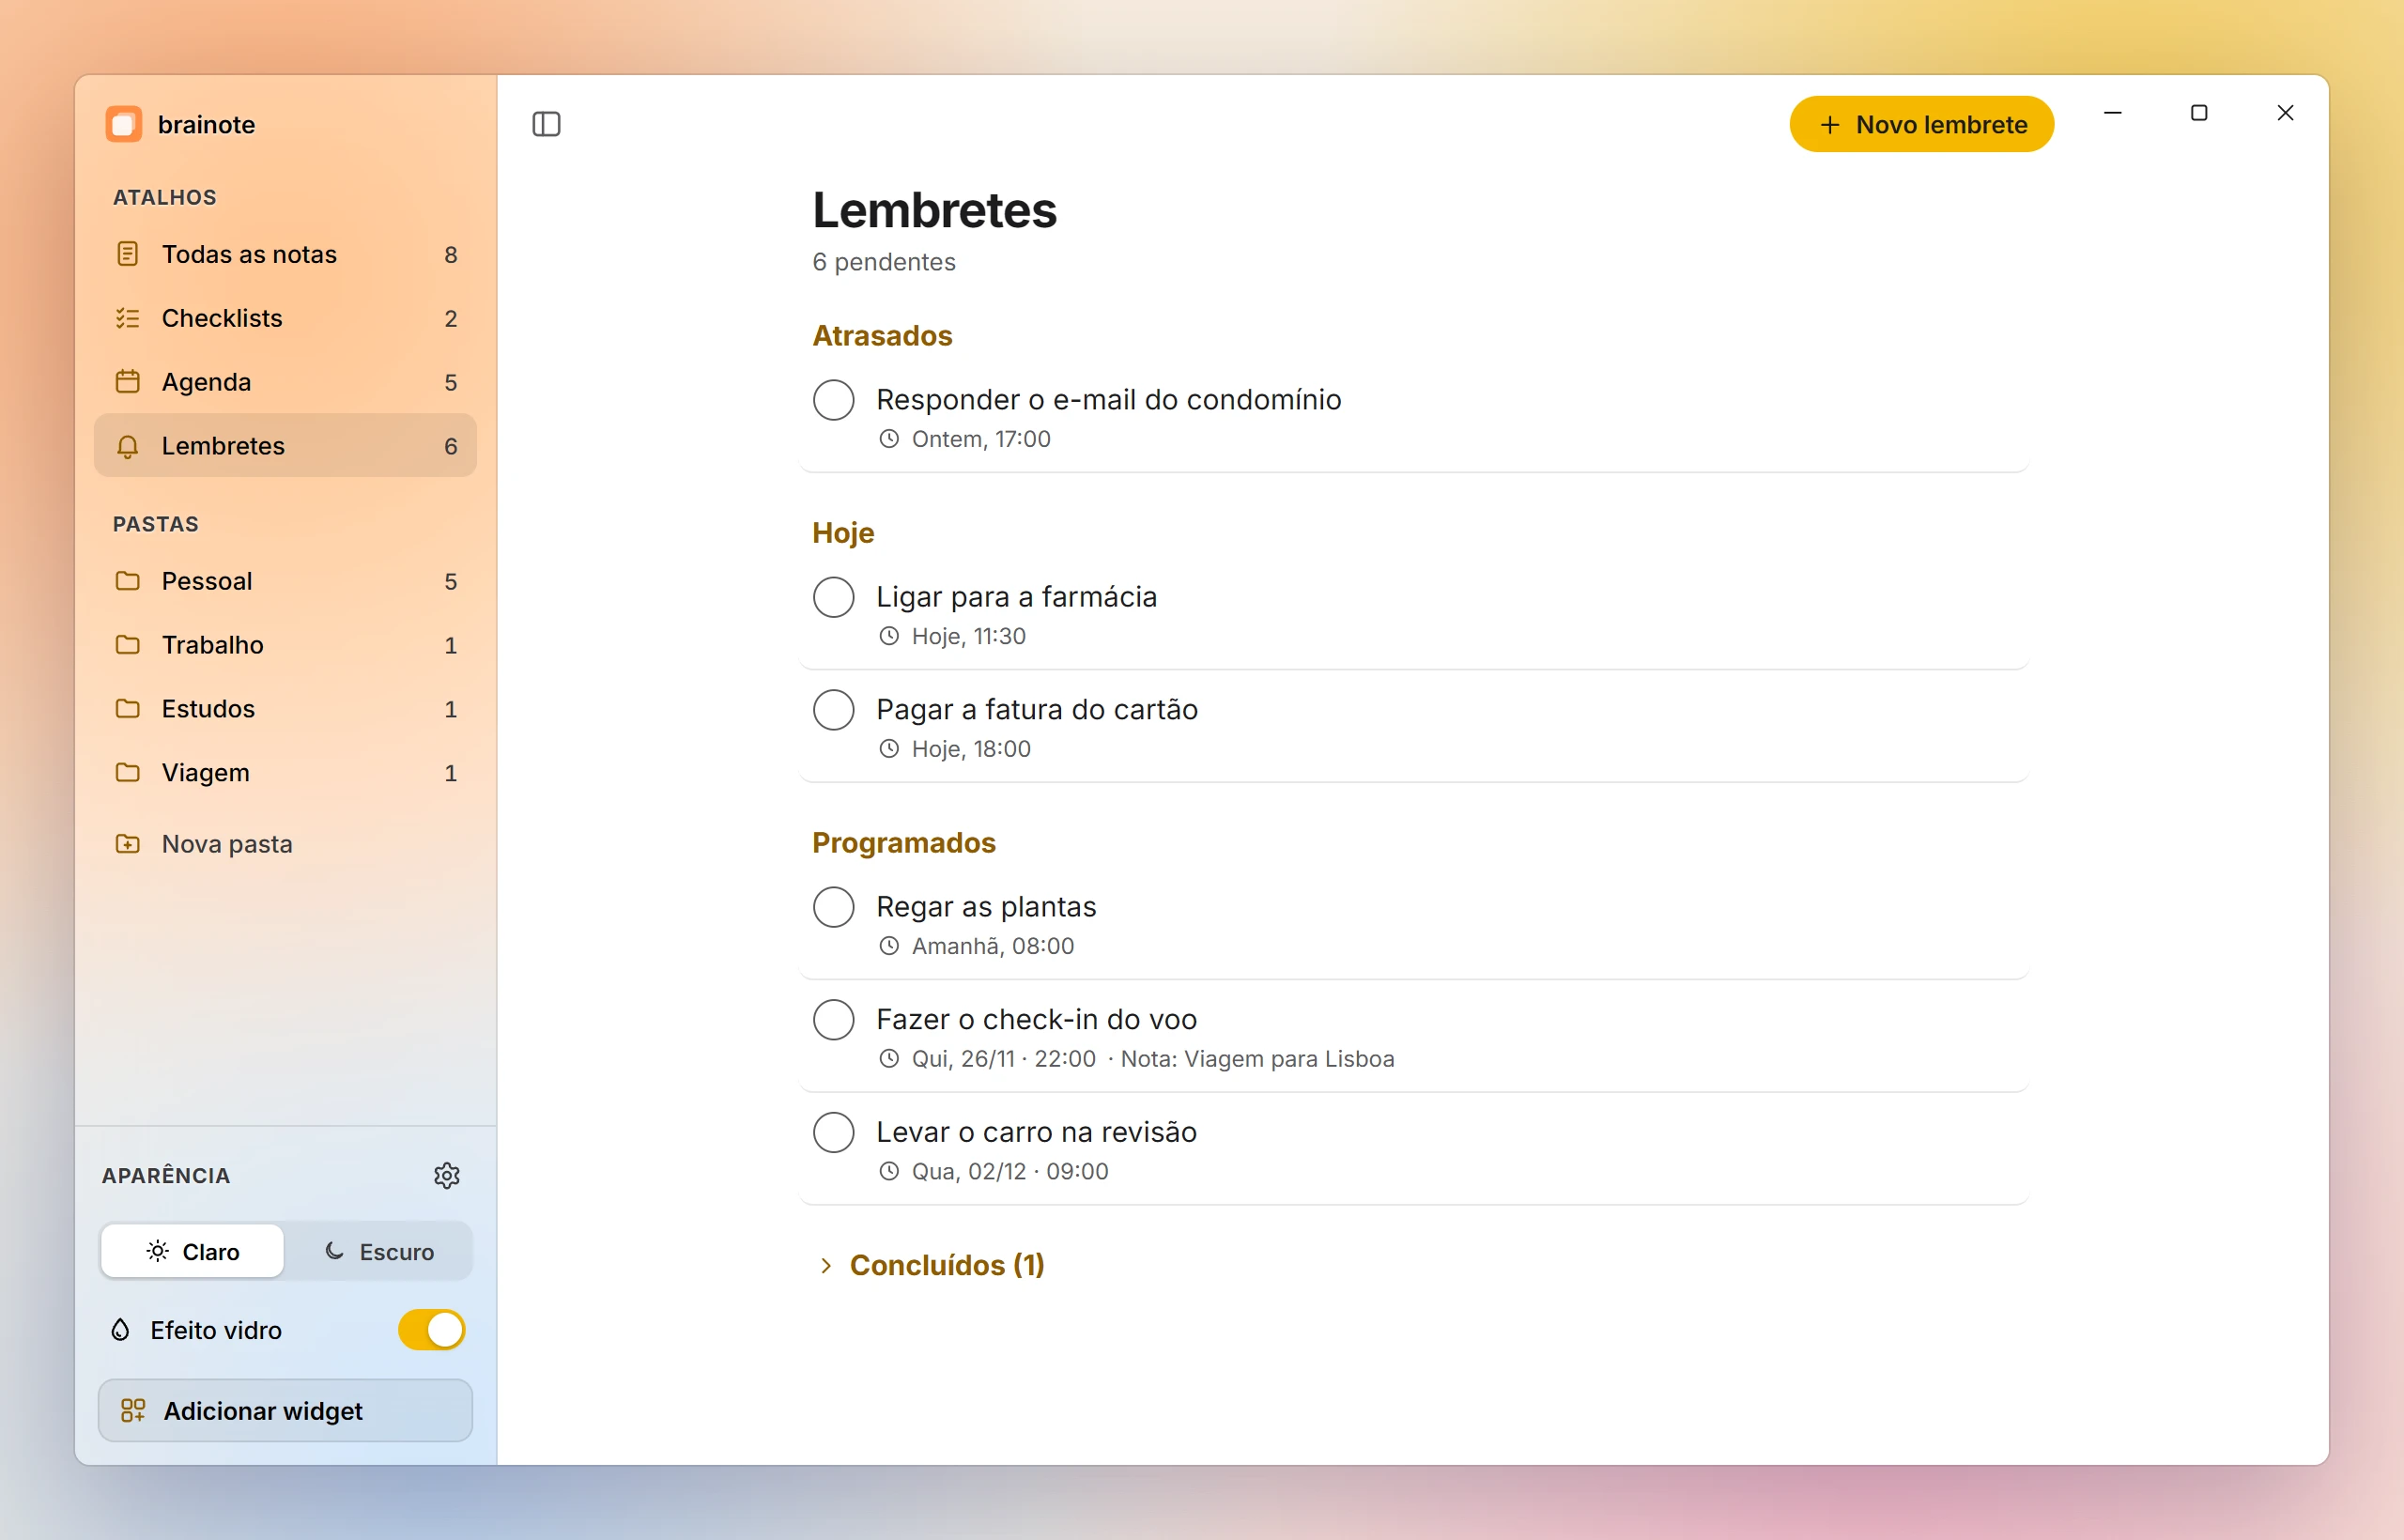 brainote
ATALHOS
Todas as notas 8
Checklists 2
Agenda 5
Lembretes 6
PASTAS
Pessoal 5
Trabalho 1
Estudos 1
Viagem 1
Nova pasta
APARÊNCIA
Claro Escuro
Efeito vidro
Adicionar widget
Novo lembrete
Lembretes
6 pendentes
Atrasados
Responder o e-mail do condomínio
Ontem, 17:00
Hoje
Ligar para a farmácia
Hoje, 11:30
Pagar a fatura do cartão
Hoje, 18:00
Programados
Regar as plantas
Amanhã, 08:00
Fazer o check-in do voo
Qui, 26/11 · 22:00 · Nota: Viagem para Lisboa
Levar o carro na revisão
Qua, 02/12 · 09:00
Concluídos (1)